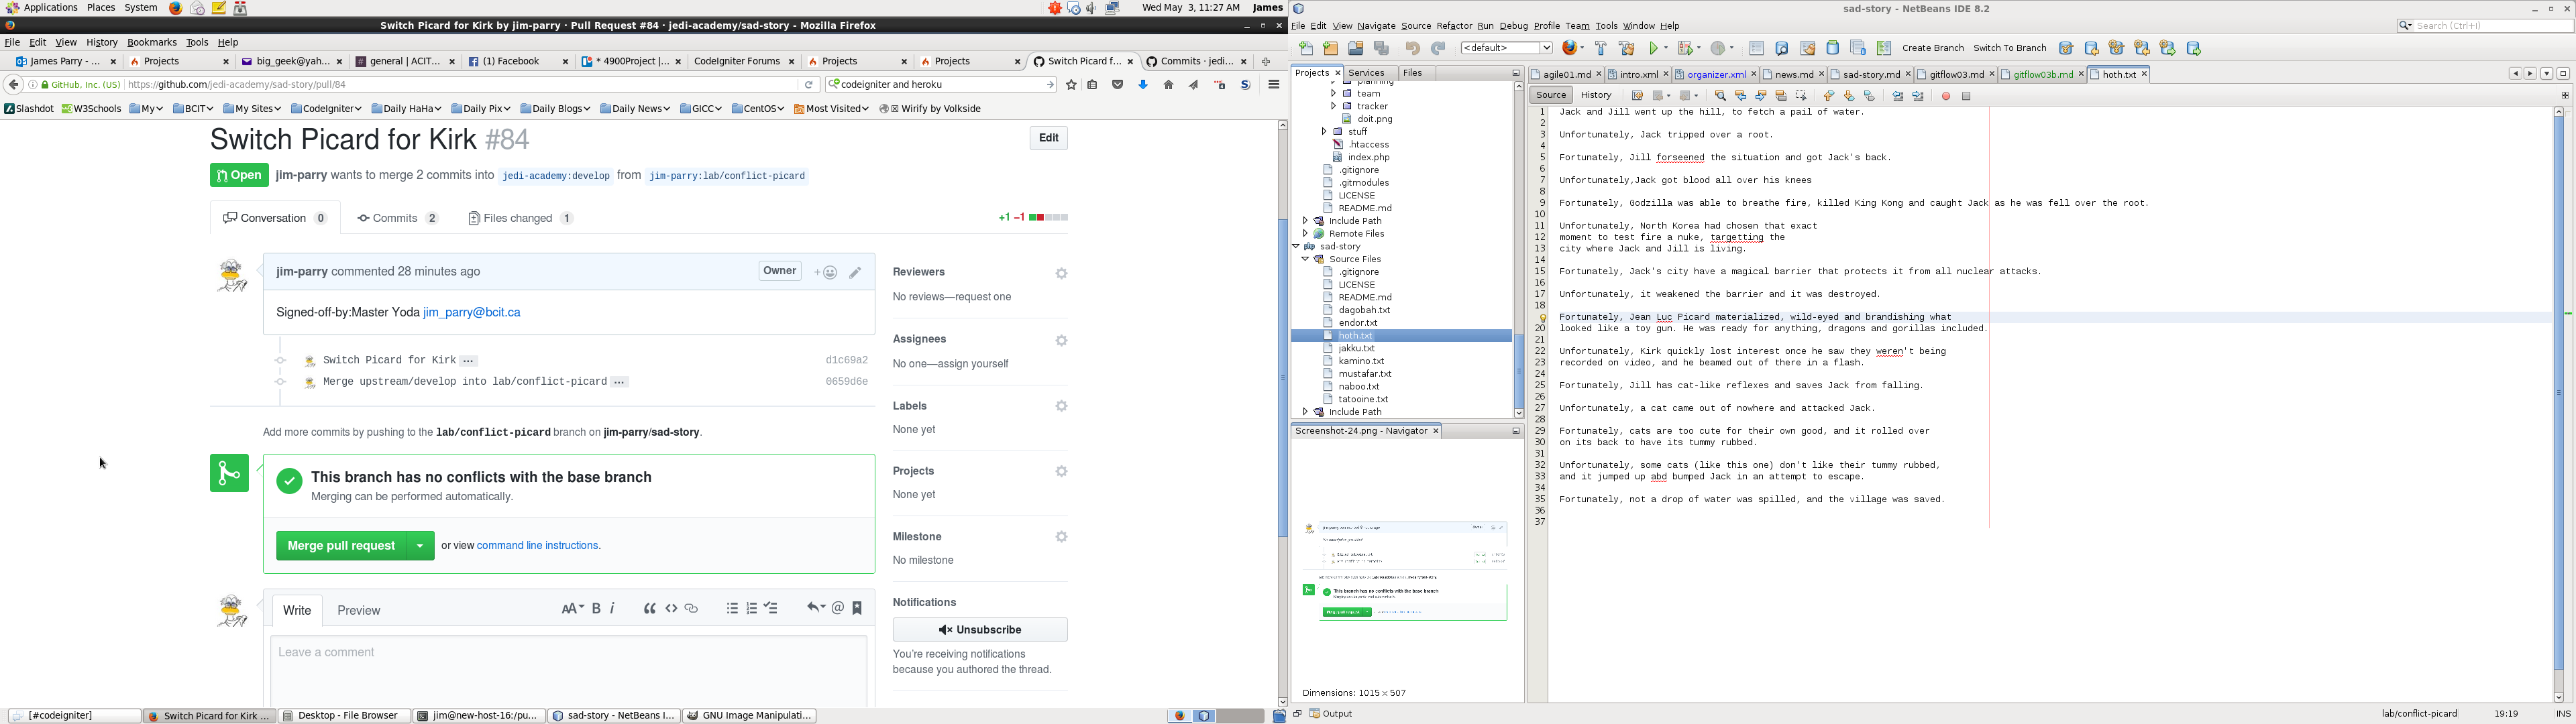 Applications Places System
Wed May 3, 11:27 AM James
Switch Picard for Kirk by jim-parry · Pull Request #84 · jedi-academy/sad-story - Mozilla Firefox
File Edit View History Bookmarks Tools Help
James Parry - ... Projects big_geek@yah... general | ACIT... (1) Facebook * 4900Project |... CodeIgniter Forums Projects Projects Switch Picard f... Commits · jedi...
GitHub, Inc. (US) https://github.com/jedi-academy/sad-story/pull/84 codeigniter and heroku
Slashdot W3Schools My BCIT My Sites CodeIgniter Daily HaHa Daily Pix Daily Blogs Daily News GICC CentOS Most Visited Wirify by Volkside
Switch Picard for Kirk #84
Edit
Open jim-parry wants to merge 2 commits into jedi-academy:develop from jim-parry:lab/conflict-picard
Conversation 0 Commits 2 Files changed 1 +1 −1
jim-parry commented 28 minutes ago Owner
Signed-off-by:Master Yoda jim_parry@bcit.ca
Switch Picard for Kirk ... d1c69a2
Merge upstream/develop into lab/conflict-picard ... 0659d6e
Add more commits by pushing to the lab/conflict-picard branch on jim-parry/sad-story.
This branch has no conflicts with the base branch
Merging can be performed automatically.
Merge pull request or view command line instructions.
Write Preview
AA B i
Leave a comment
Reviewers
No reviews—request one
Assignees
No one—assign yourself
Labels
None yet
Projects
None yet
Milestone
No milestone
Notifications
Unsubscribe
You're receiving notifications
because you authored the thread.
[#codeigniter] Switch Picard for Kirk ... Desktop - File Browser jim@new-host-16:/pu... sad-story - NetBeans I... GNU Image Manipulati...
sad-story - NetBeans IDE 8.2
File Edit View Navigate Source Refactor Run Debug Profile Team Tools Window Help Search (Ctrl+I)
<default> Create Branch Switch To Branch
Projects Services Files
planning
team
tracker
doit.png
stuff
.htaccess
index.php
.gitignore
.gitmodules
LICENSE
README.md
Include Path
Remote Files
sad-story
Source Files
.gitignore
LICENSE
README.md
dagobah.txt
endor.txt
hoth.txt
jakku.txt
kamino.txt
mustafar.txt
naboo.txt
tatooine.txt
Include Path
Screenshot-24.png - Navigator
This branch has no conflicts with the base branch
Dimensions: 1015 x 507
agile01.md intro.xml organizer.xml news.md sad-story.md gitflow03.md gitflow03b.md hoth.txt
Source History
1 Jack and Jill went up the hill, to fetch a pail of water.
2
3 Unfortunately, Jack tripped over a root.
4
5 Fortunately, Jill forseened the situation and got Jack's back.
6
7 Unfortunately,Jack got blood all over his knees
8
9 Fortunately, Godzilla was able to breathe fire, killed King Kong and caught Jack as he was fell over the root.
10
11 Unfortunately, North Korea had chosen that exact
12 moment to test fire a nuke, targetting the
13 city where Jack and Jill is living.
14
15 Fortunately, Jack's city have a magical barrier that protects it from all nuclear attacks.
16
17 Unfortunately, it weakened the barrier and it was destroyed.
18
Fortunately, Jean Luc Picard materialized, wild-eyed and brandishing what
20 looked like a toy gun. He was ready for anything, dragons and gorillas included.
21
22 Unfortunately, Kirk quickly lost interest once he saw they weren't being
23 recorded on video, and he beamed out of there in a flash.
24
25 Fortunately, Jill has cat-like reflexes and saves Jack from falling.
26
27 Unfortunately, a cat came out of nowhere and attacked Jack.
28
29 Fortunately, cats are too cute for their own good, and it rolled over
30 on its back to have its tummy rubbed.
31
32 Unfortunately, some cats (like this one) don't like their tummy rubbed,
33 and it jumped up abd bumped Jack in an attempt to escape.
34
35 Fortunately, not a drop of water was spilled, and the village was saved.
36
37
Output lab/conflict-picard 19:19 INS